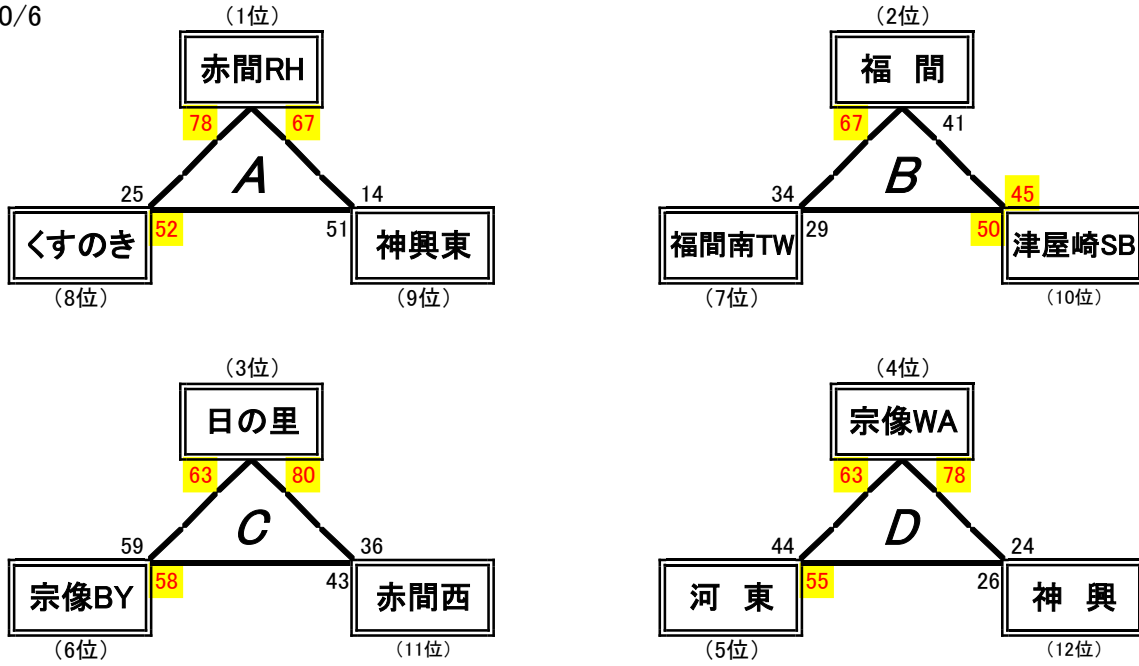 0/6
(1位)
赤間RH
78 67
A
25 14
52 51
くすのき 神興東
(8位) (9位)
(2位)
福 間
67 41
B
34 45
29 50
福間南TW 津屋崎SB
(7位) (10位)
(3位)
日の里
63 80
C
59 36
58 43
宗像BY 赤間西
(6位) (11位)
(4位)
宗像WA
63 78
D
44 24
55 26
河 東 神 興
(5位) (12位)